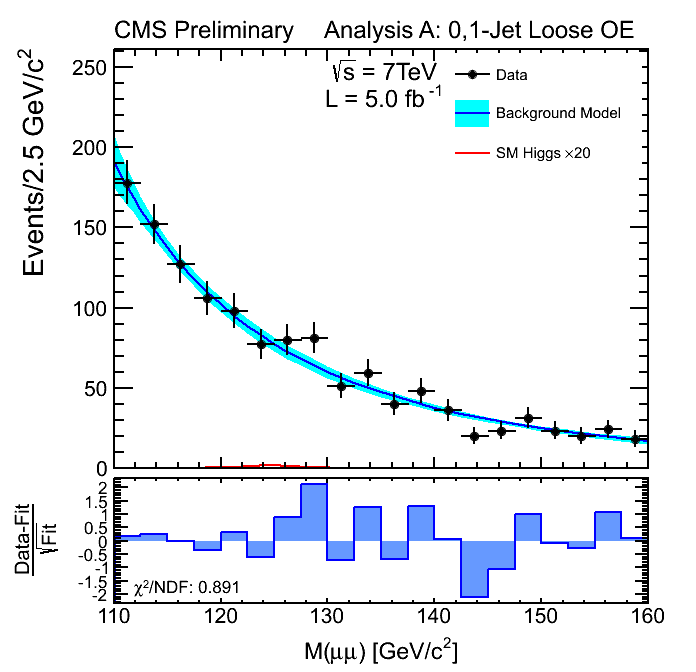 CMS Preliminary Analysis A: 0,1-Jet Loose OE
√s = 7TeV
L = 5.0 fb⁻¹
Data
Background Model
SM Higgs ×20
Events/2.5 GeV/c²
250
200
150
100
50
0
Data-Fit
√Fit
2
1.5
1
0.5
0
-0.5
-1
-1.5
-2
χ²/NDF: 0.891
110 120 130 140 150 160
M(μμ) [GeV/c²]